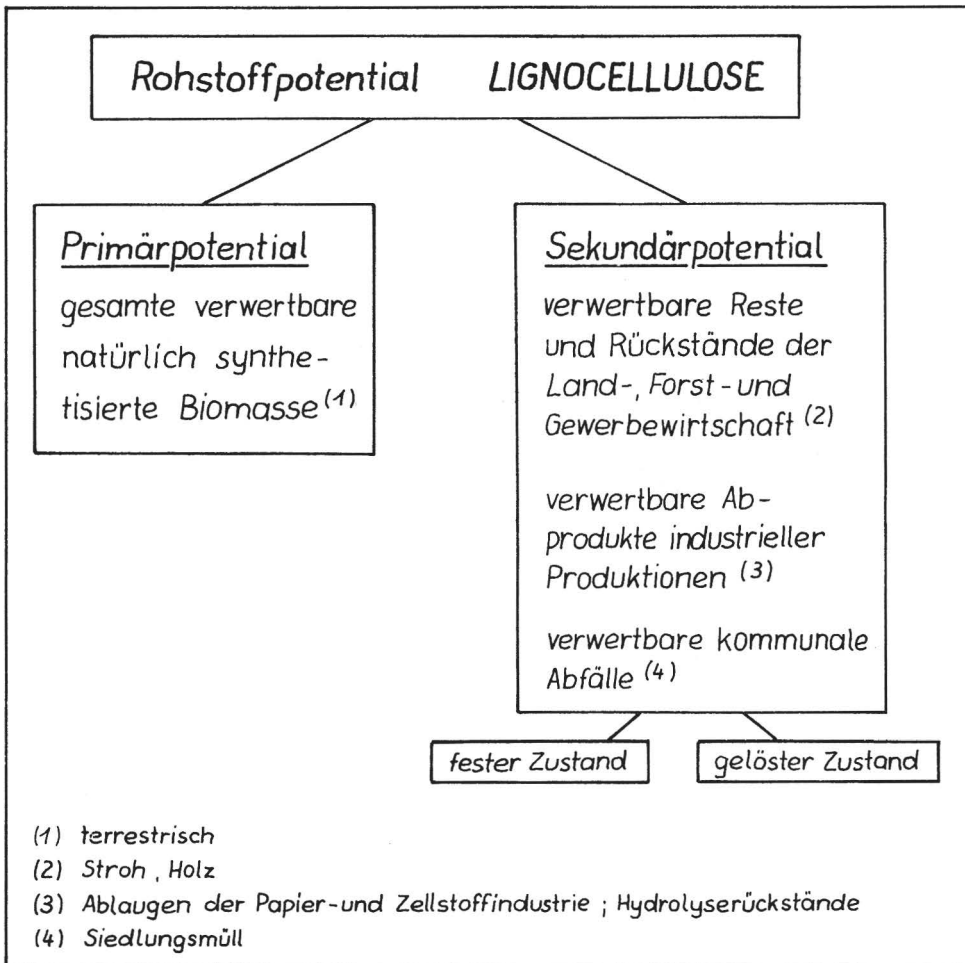 Rohstoffpotential LIGNOCELLULOSE
Primärpotential
gesamte verwertbare
natürlich synthe-
tisierte Biomasse (1)
Sekundärpotential
verwertbare Reste
und Rückstände der
Land-, Forst- und
Gewerbewirtschaft (2)
verwertbare Ab-
produkte industrieller
Produktionen (3)
verwertbare kommunale
Abfälle (4)
fester Zustand
gelöster Zustand
(1) terrestrisch
(2) Stroh, Holz
(3) Ablaugen der Papier- und Zellstoffindustrie ; Hydrolyserückstände
(4) Siedlungsmüll